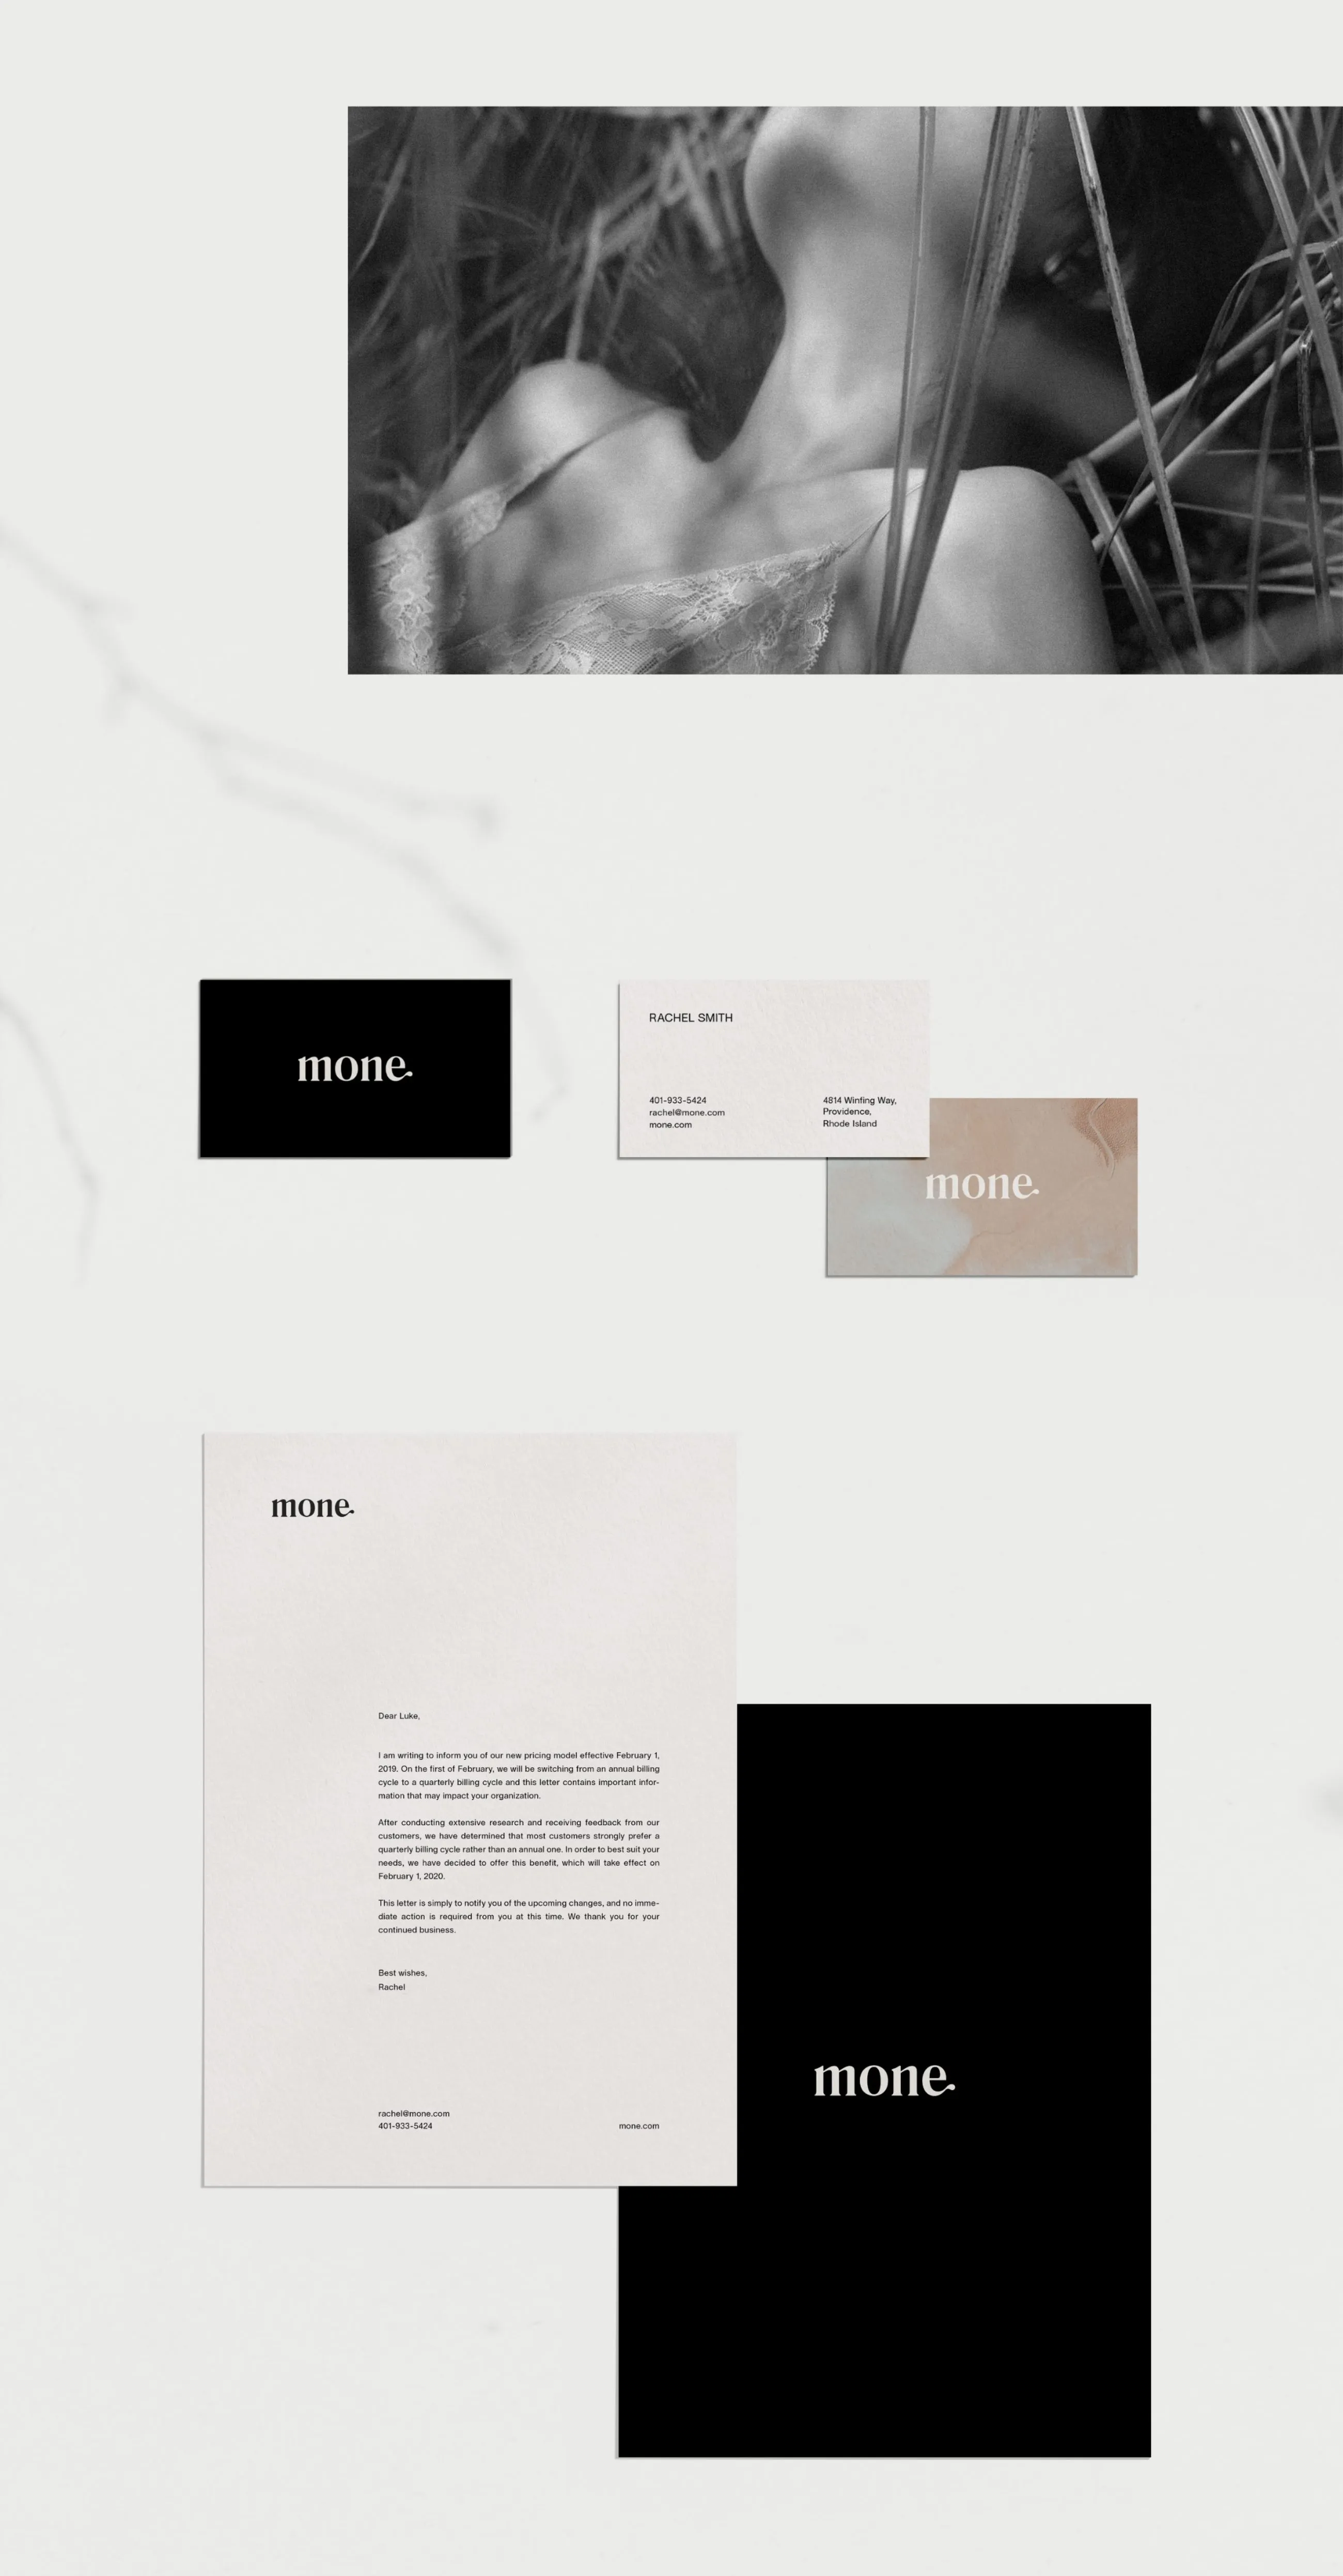 mone.
RACHEL SMITH
401-933-5424
rachel@mone.com
mone.com
4814 Winfing Way,
Providence,
Rhode Island
mone.
mone.
Dear Luke,
I am writing to inform you of our new pricing model effective February 1,
2019. On the first of February, we will be switching from an annual billing
cycle to a quarterly billing cycle and this letter contains important infor-
mation that may impact your organization.
After conducting extensive research and receiving feedback from our
customers, we have determined that most customers strongly prefer a
quarterly billing cycle rather than an annual one. In order to best suit your
needs, we have decided to offer this benefit, which will take effect on
February 1, 2020.
This letter is simply to notify you of the upcoming changes, and no imme-
diate action is required from you at this time. We thank you for your
continued business.
Best wishes,
Rachel
rachel@mone.com
401-933-5424
mone.com
mone.